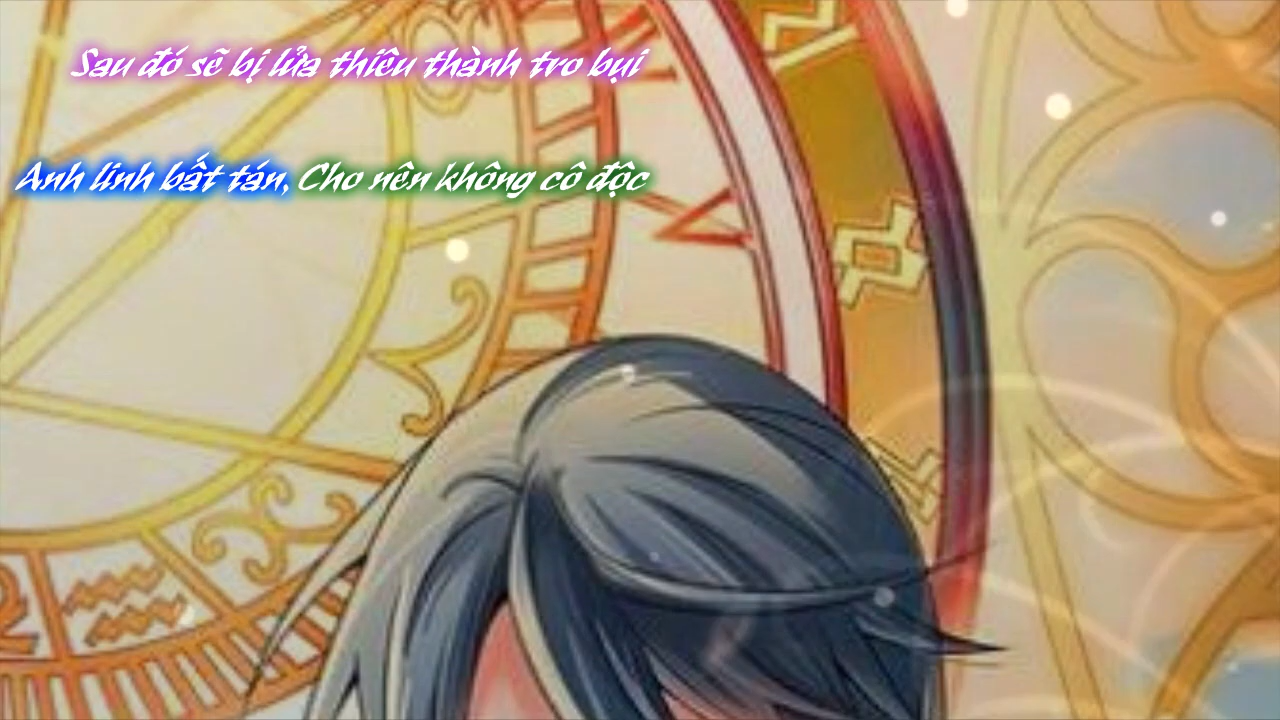 Sau đó sẽ bị lửa thiêu thành tro bụi
Anh linh bất tán, Cho nên không cô độc